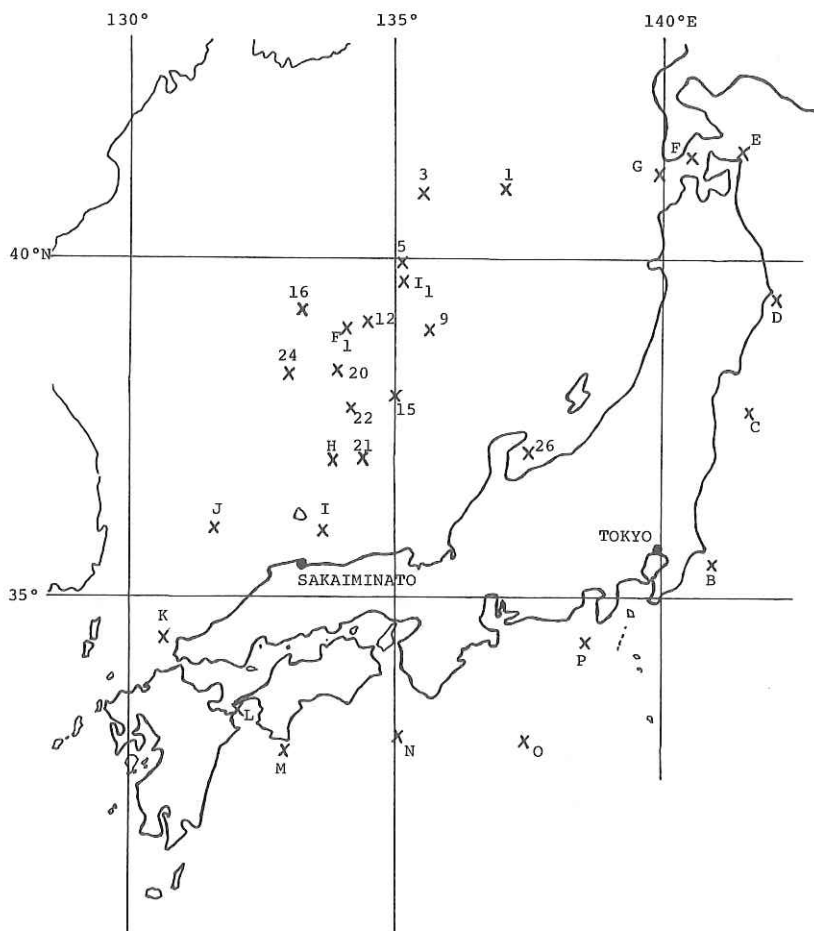 130° 135° 140°E
F E
3 1 G
40°N 5
I1
16 12 9 D
F1
24 20
15 C
22
H 21 26
J I
TOKYO
SAKAIMINATO B
35°
K
P
L
M N O